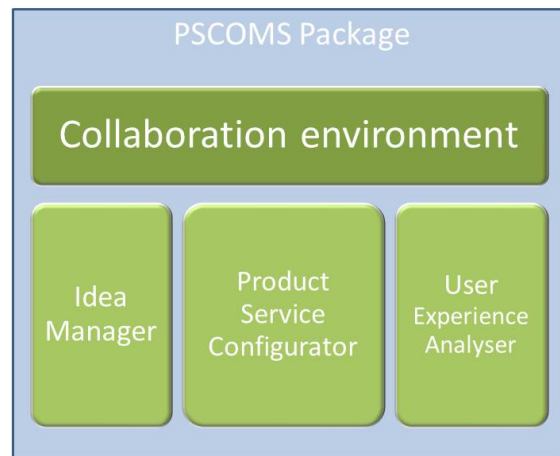 PSCOMS Package
Collaboration environment
Idea
Manager
Product
Service
Configurator
User
Experience
Analyser